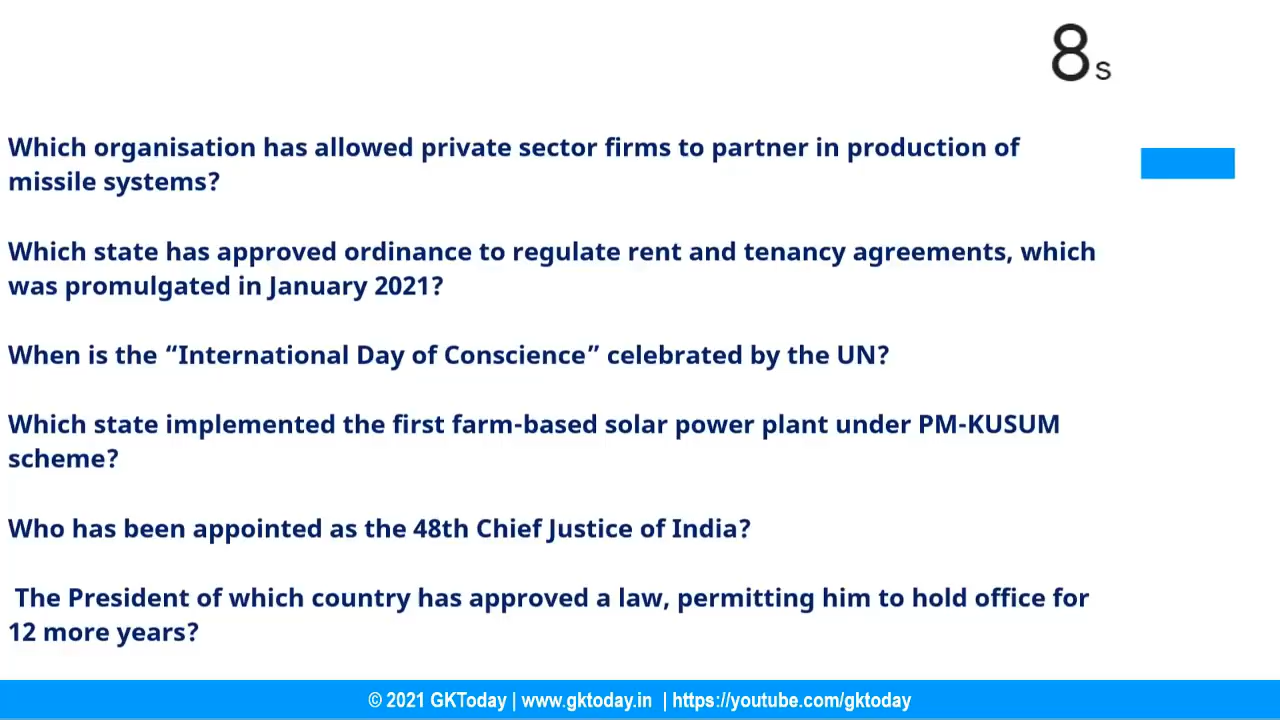 8s
Which organisation has allowed private sector firms to partner in production of
missile systems?
Which state has approved ordinance to regulate rent and tenancy agreements, which
was promulgated in January 2021?
When is the “International Day of Conscience” celebrated by the UN?
Which state implemented the first farm-based solar power plant under PM-KUSUM
scheme?
Who has been appointed as the 48th Chief Justice of India?
The President of which country has approved a law, permitting him to hold office for
12 more years?
© 2021 GKToday | www.gktoday.in | https://youtube.com/gktoday